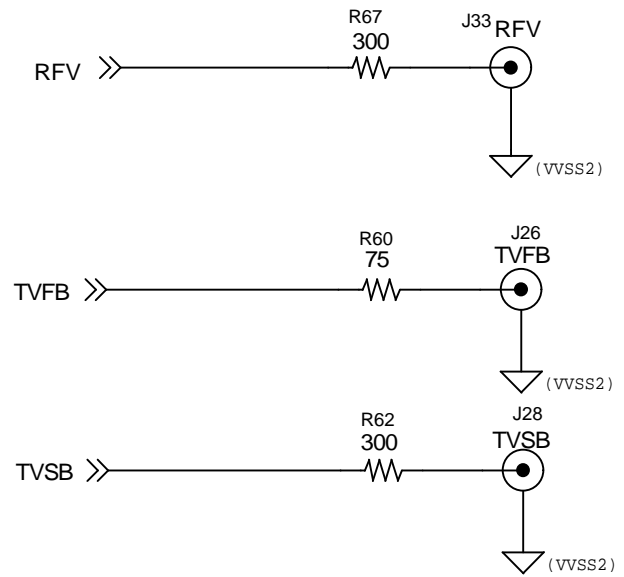 R67
300
J33
RFV
RFV
(VVSS2)
R60
75
J26
TVFB
TVFB
(VVSS2)
R62
300
J28
TVSB
TVSB
(VVSS2)